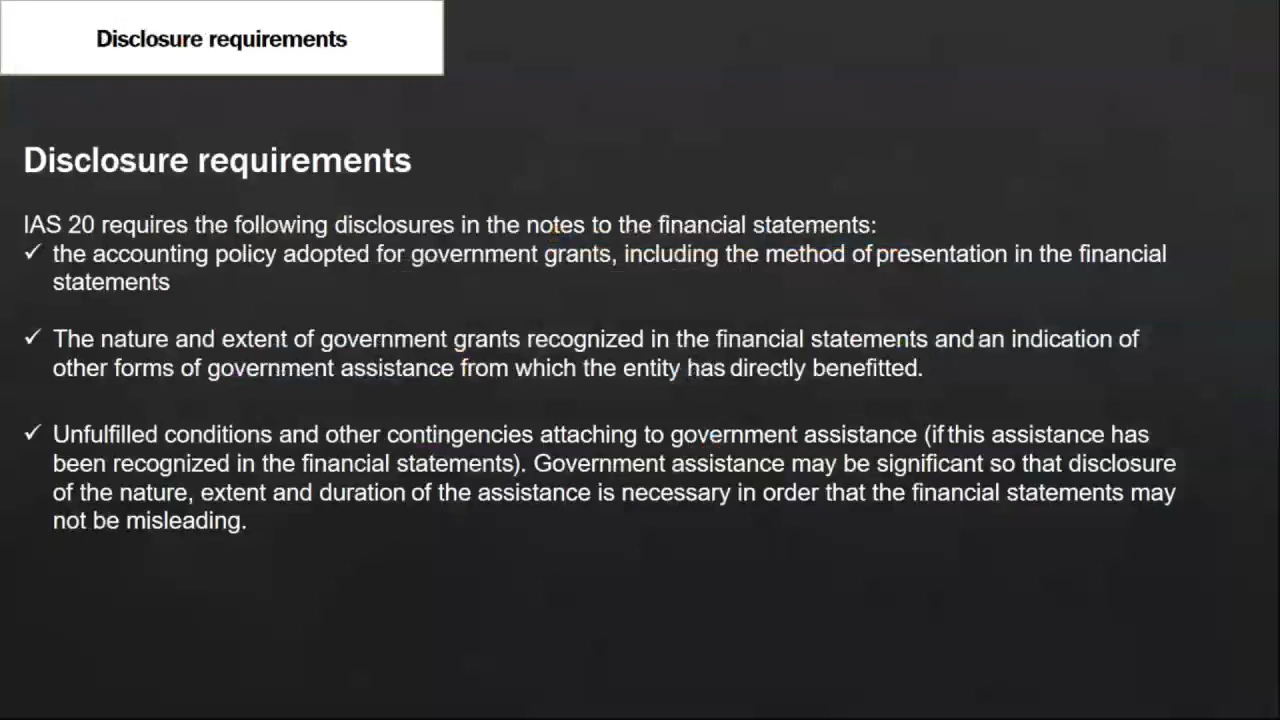 Disclosure requirements
Disclosure requirements
IAS 20 requires the following disclosures in the notes to the financial statements:
✓ the accounting policy adopted for government grants, including the method of presentation in the financial
statements
✓ The nature and extent of government grants recognized in the financial statements and an indication of
other forms of government assistance from which the entity has directly benefitted.
✓ Unfulfilled conditions and other contingencies attaching to government assistance (if this assistance has
been recognized in the financial statements). Government assistance may be significant so that disclosure
of the nature, extent and duration of the assistance is necessary in order that the financial statements may
not be misleading.